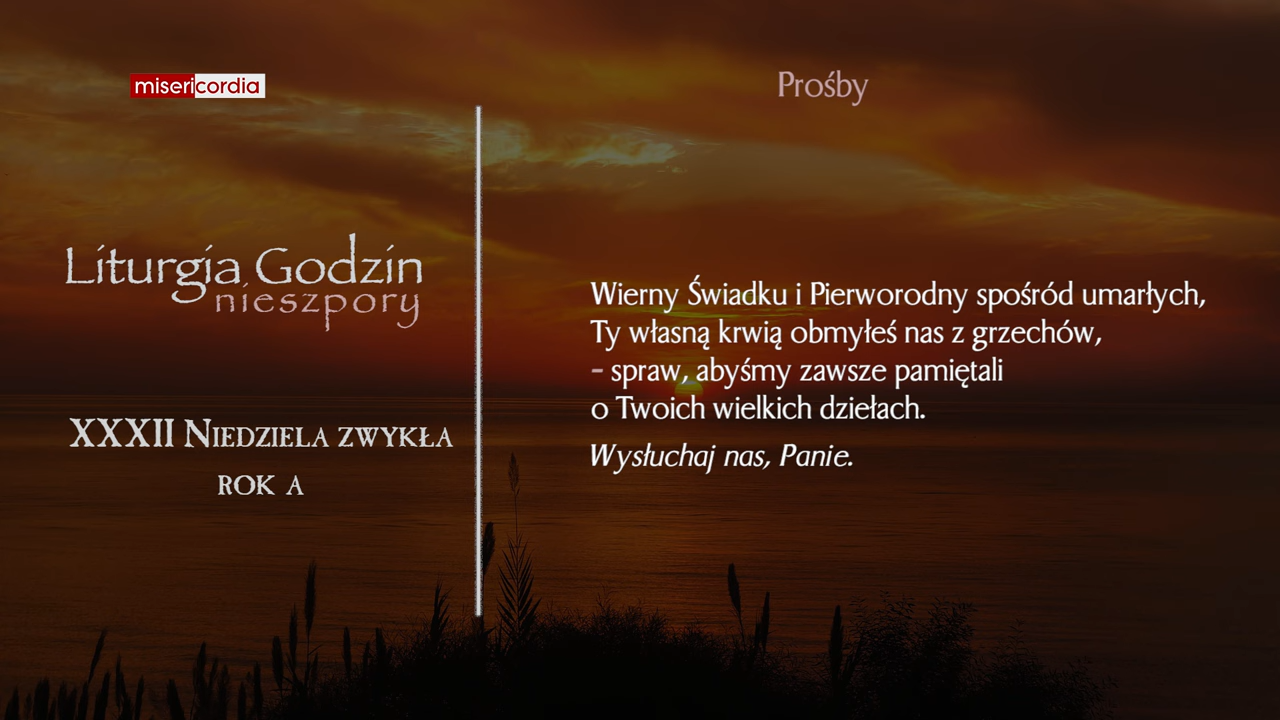 misericordia
Prośby
Liturgia Godzin
nieszpory
XXXII Niedziela zwykła
rok a
Wierny Świadku i Pierworodny spośród umarłych,
Ty własną krwią obmyłeś nas z grzechów,
- spraw, abyśmy zawsze pamiętali
o Twoich wielkich dziełach.
Wysłuchaj nas, Panie.